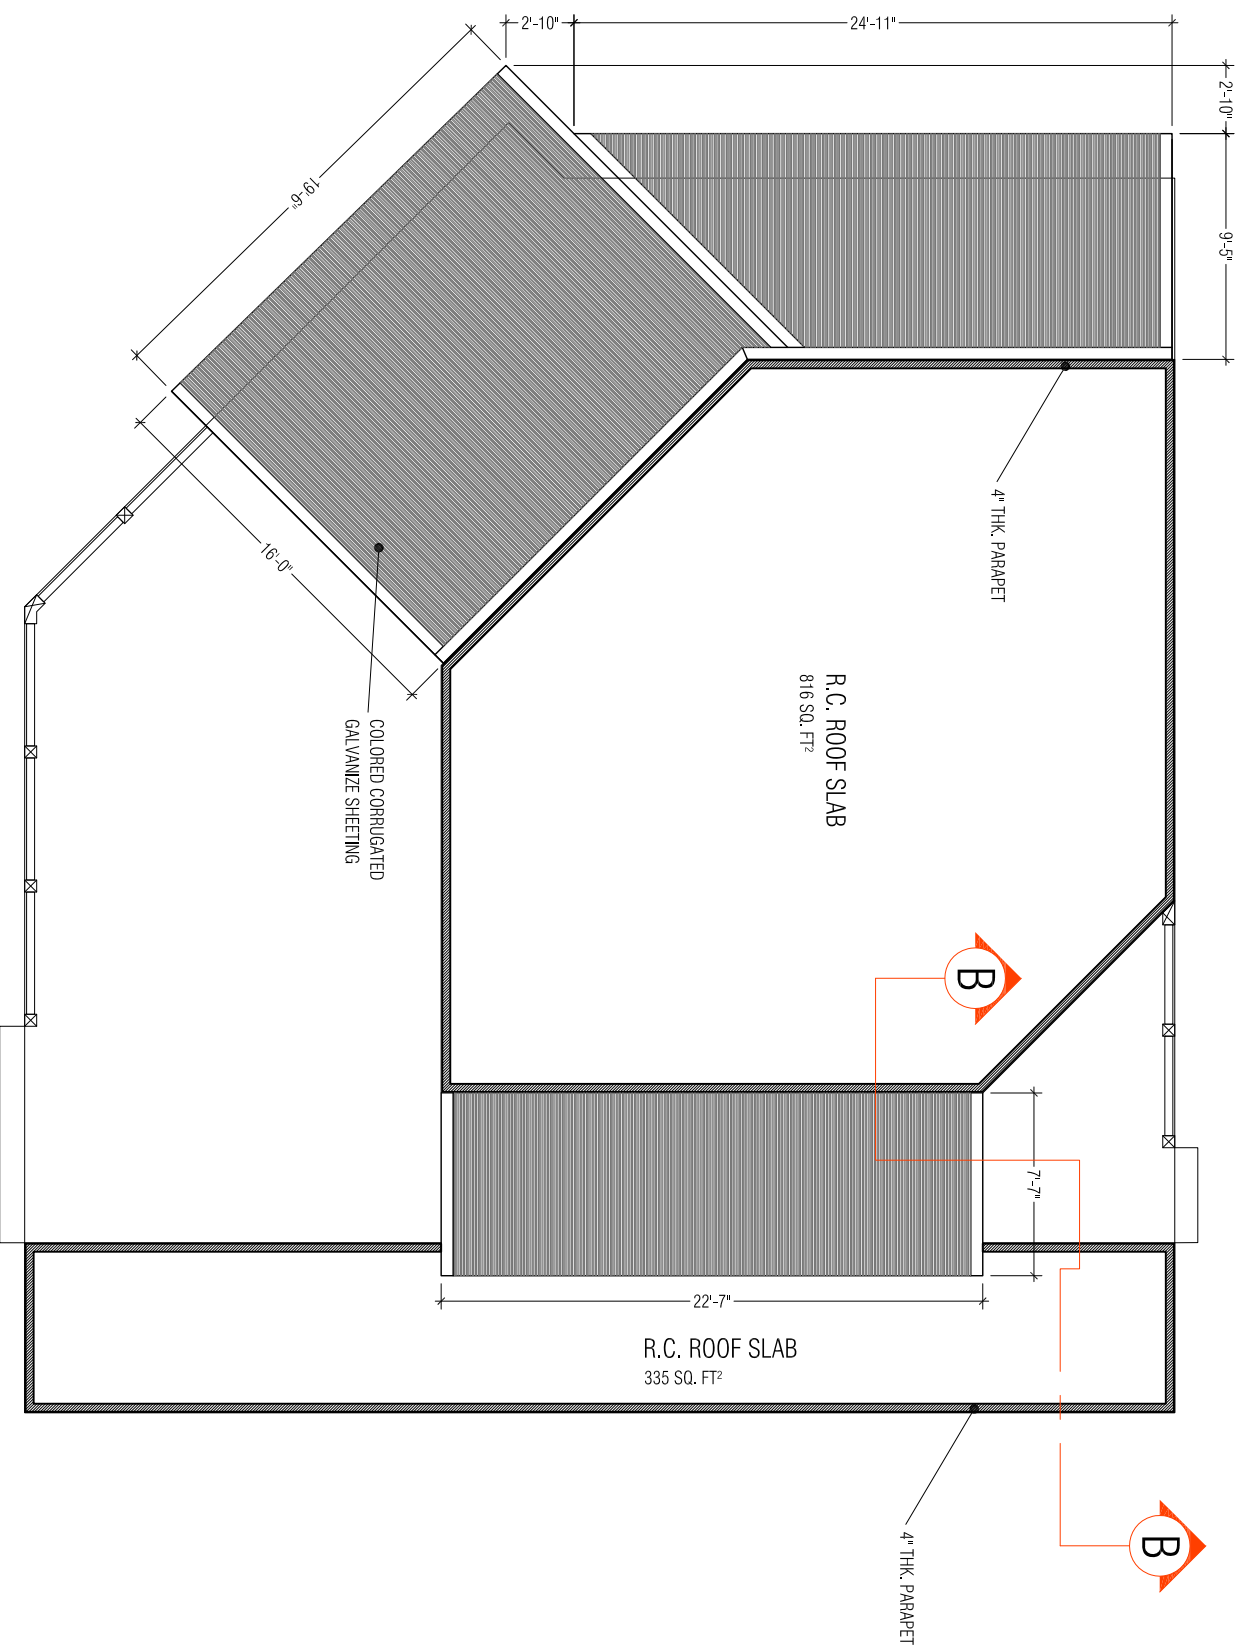 2'-10"
24'-11"
2'-10"
9'-5"
19'-6"
16'-0"
4" THK. PARAPET
R.C. ROOF SLAB
816 SQ. FT²
COLORED CORRUGATED
GALVANIZE SHEETING
B
7'-7"
22'-7"
R.C. ROOF SLAB
335 SQ. FT²
B
4" THK. PARAPET